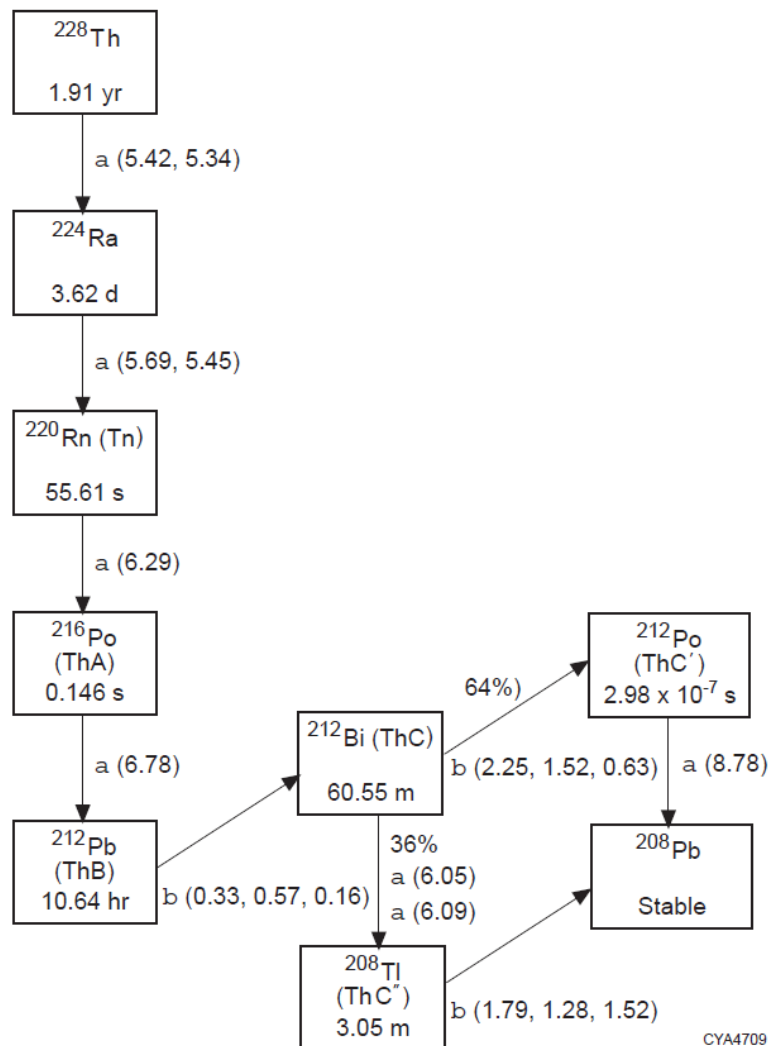 228Th
1.91 yr
a (5.42, 5.34)
224Ra
3.62 d
a (5.69, 5.45)
220Rn (Tn)
55.61 s
a (6.29)
216Po
(ThA)
0.146 s
a (6.78)
212Pb
(ThB)
10.64 hr
b (0.33, 0.57, 0.16)
212Bi (ThC)
60.55 m
64%)
b (2.25, 1.52, 0.63)
212Po
(ThC´)
2.98 x 10-7 s
a (8.78)
36%
a (6.05)
a (6.09)
208Tl
(ThC˝)
3.05 m
b (1.79, 1.28, 1.52)
208Pb
Stable
CYA4709